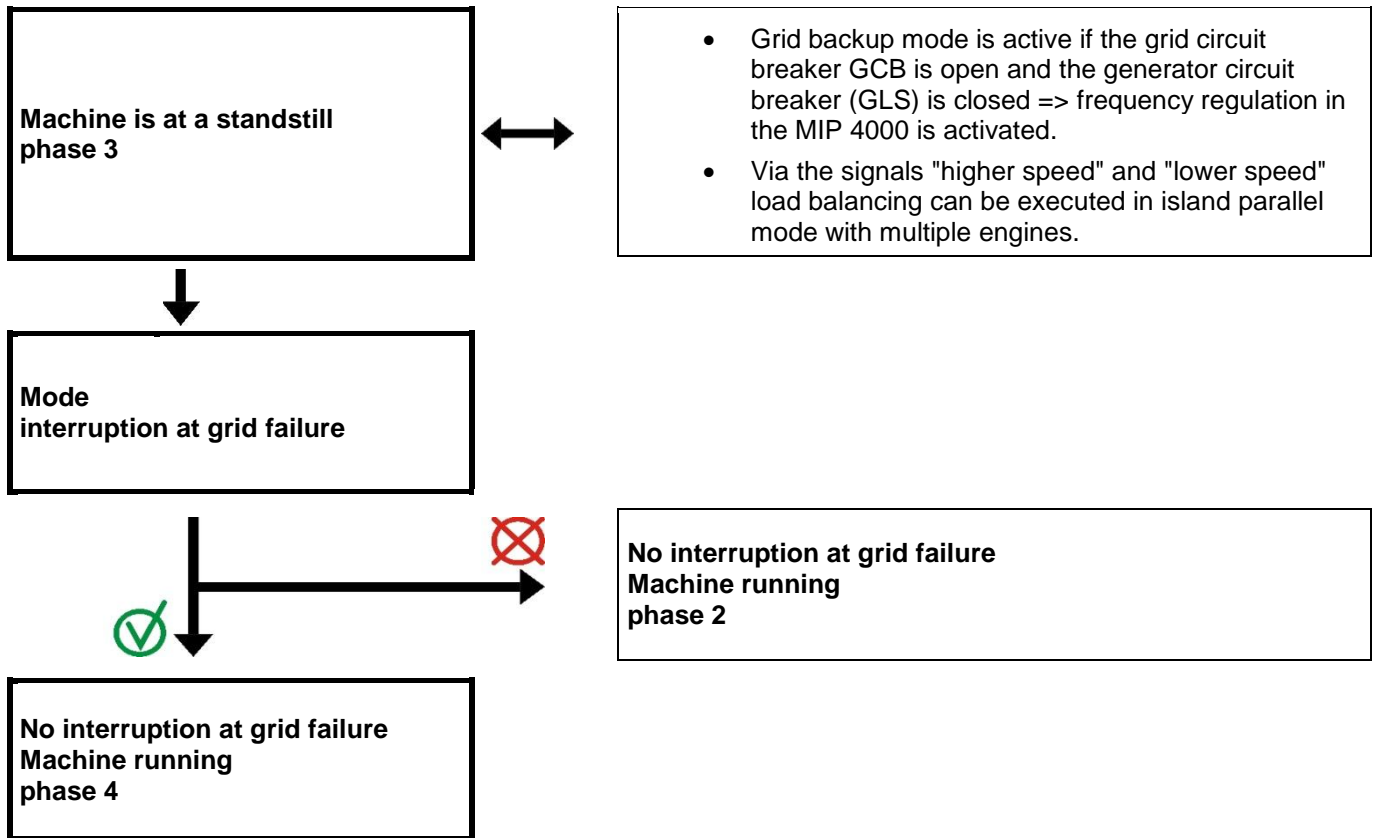 Machine is at a standstill
phase 3
• Grid backup mode is active if the grid circuit
breaker GCB is open and the generator circuit
breaker (GLS) is closed => frequency regulation in
the MIP 4000 is activated.
• Via the signals "higher speed" and "lower speed"
load balancing can be executed in island parallel
mode with multiple engines.
Mode
interruption at grid failure
No interruption at grid failure
Machine running
phase 2
No interruption at grid failure
Machine running
phase 4